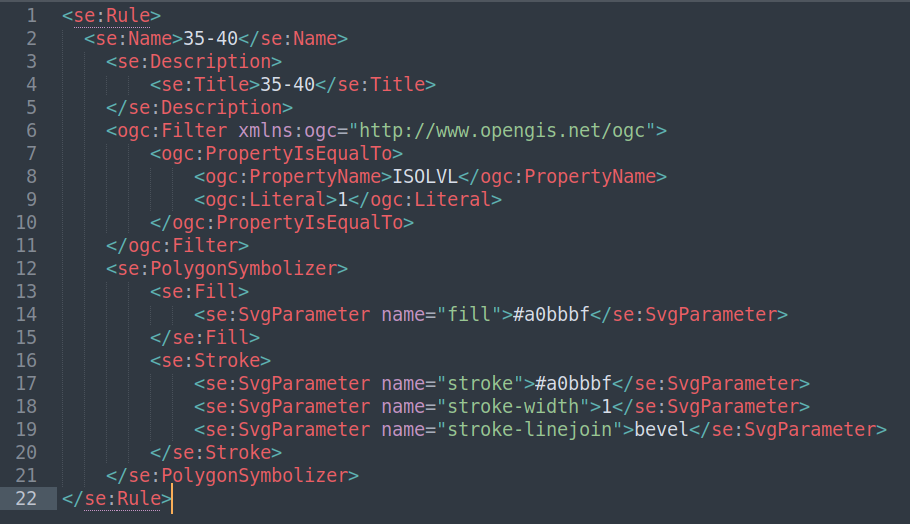 1 <se:Rule>
2 <se:Name>35-40</se:Name>
3 <se:Description>
4 <se:Title>35-40</se:Title>
5 </se:Description>
6 <ogc:Filter xmlns:ogc="http://www.opengis.net/ogc">
7 <ogc:PropertyIsEqualTo>
8 <ogc:PropertyName>ISOLVL</ogc:PropertyName>
9 <ogc:Literal>1</ogc:Literal>
10 </ogc:PropertyIsEqualTo>
11 </ogc:Filter>
12 <se:PolygonSymbolizer>
13 <se:Fill>
14 <se:SvgParameter name="fill">#a0bbbf</se:SvgParameter>
15 </se:Fill>
16 <se:Stroke>
17 <se:SvgParameter name="stroke">#a0bbbf</se:SvgParameter>
18 <se:SvgParameter name="stroke-width">1</se:SvgParameter>
19 <se:SvgParameter name="stroke-linejoin">bevel</se:SvgParameter>
20 </se:Stroke>
21 </se:PolygonSymbolizer>
22 </se:Rule>